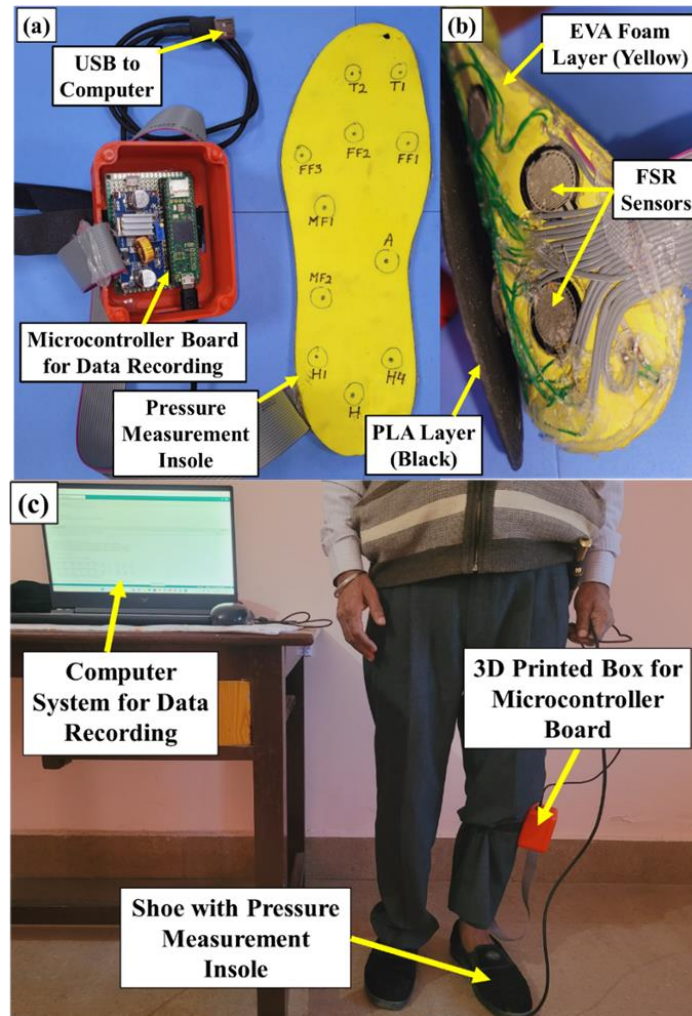 (a)
USB to
Computer
T2
T1
FF2
FF1
FF3
MF1
A
MF2
H1
H4
H
Microcontroller Board
for Data Recording
Pressure
Measurement
Insole
(b)
EVA Foam
Layer (Yellow)
FSR
Sensors
PLA Layer
(Black)
(c)
Computer
System for Data
Recording
3D Printed Box for
Microcontroller
Board
Shoe with Pressure
Measurement
Insole